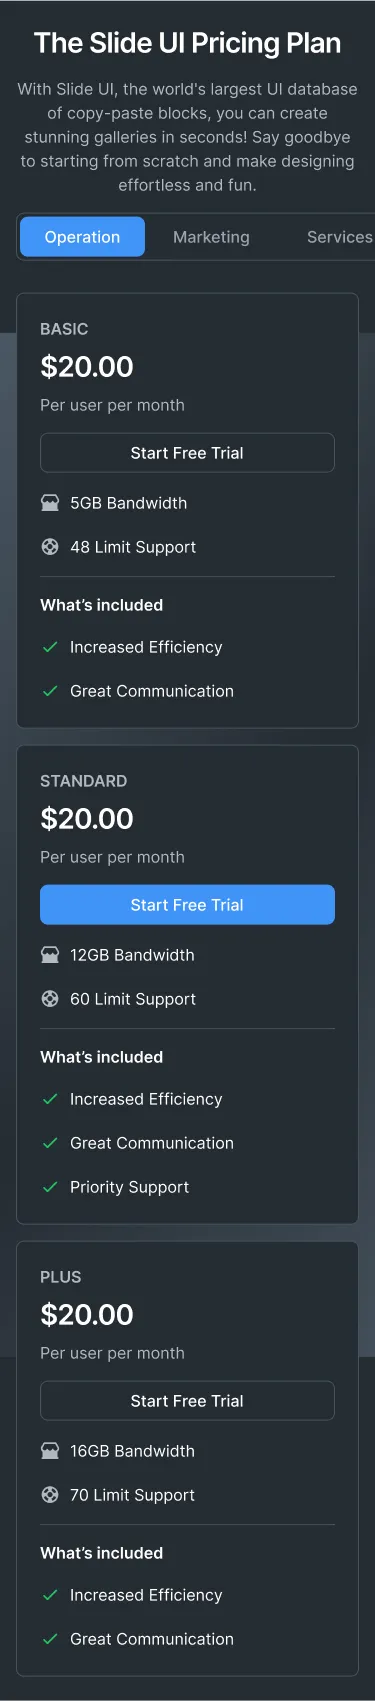 The Slide UI Pricing Plan
With Slide UI, the world's largest UI database
of copy-paste blocks, you can create
stunning galleries in seconds! Say goodbye
to starting from scratch and make designing
effortless and fun.
Operation Marketing Services
BASIC
$20.00
Per user per month
Start Free Trial
5GB Bandwidth
48 Limit Support
What’s included
Increased Efficiency
Great Communication
STANDARD
$20.00
Per user per month
Start Free Trial
12GB Bandwidth
60 Limit Support
What’s included
Increased Efficiency
Great Communication
Priority Support
PLUS
$20.00
Per user per month
Start Free Trial
16GB Bandwidth
70 Limit Support
What’s included
Increased Efficiency
Great Communication